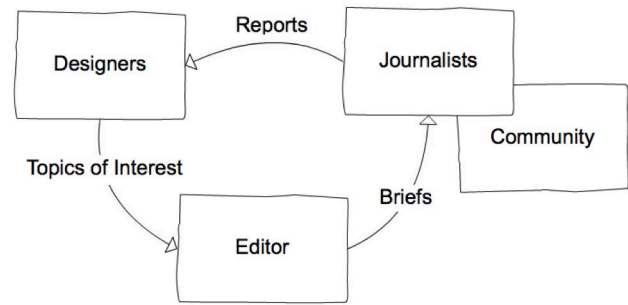 Reports
Designers
Journalists
Community
Topics of Interest
Briefs
Editor